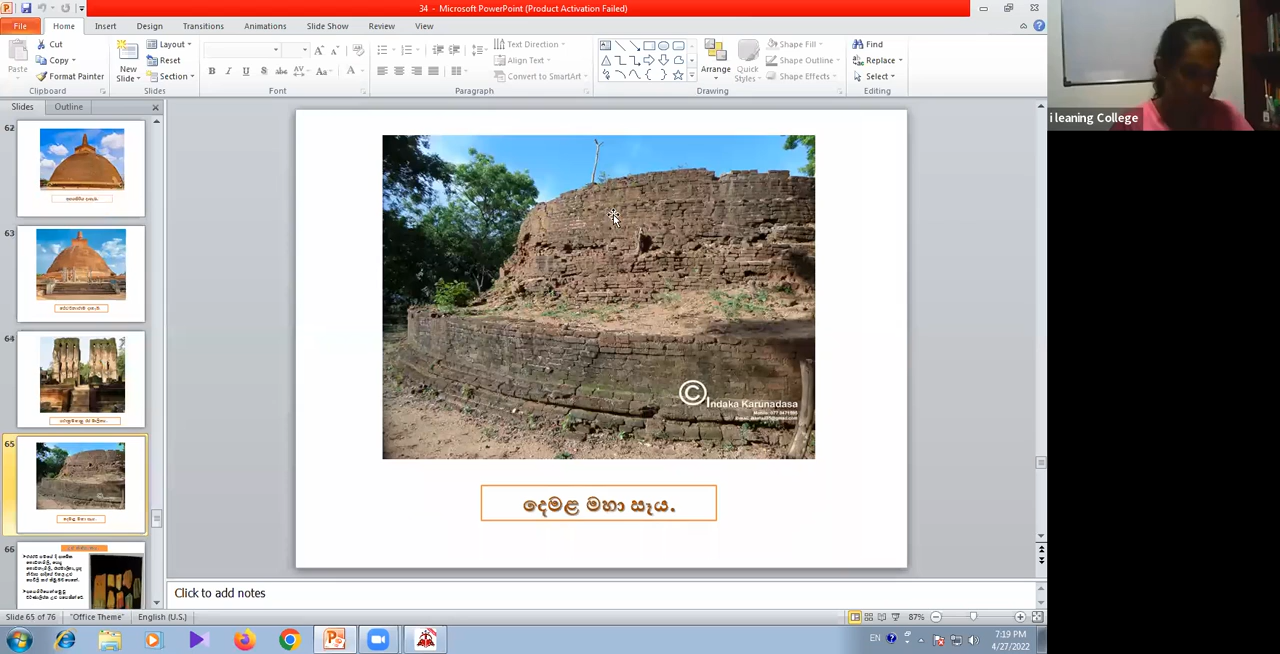 34 - Microsoft PowerPoint (Product Activation Failed)
File Home Insert Design Transitions Animations Slide Show Review View
Paste
Cut
Copy
Format Painter
Clipboard
New Slide
Layout
Reset
Section
Slides
Font
Text Direction
Align Text
Convert to SmartArt
Paragraph
Arrange
Quick Styles
Shape Fill
Shape Outline
Shape Effects
Drawing
Find
Replace
Select
Editing
i leaning College
Slides Outline
62
63
64
65
66
© Indaka Karunadasa
දෙමළ මහා සෑය.
දෙමළ මහා සෑය.
Click to add notes
Slide 65 of 76 "Office Theme" English (U.S.) 87%
EN 7:19 PM
4/27/2022